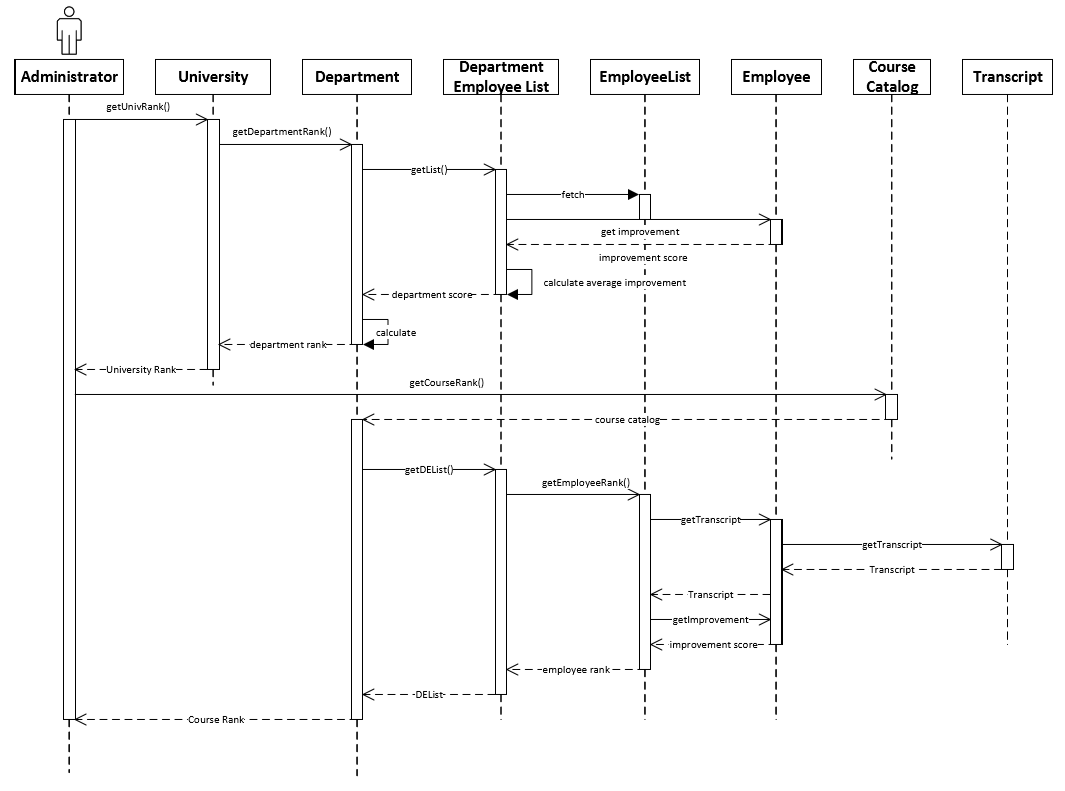 Administrator
University
Department
Department
Employee List
EmployeeList
Employee
Course
Catalog
Transcript
getUnivRank()
getDepartmentRank()
getList()
fetch
get improvement
improvement score
calculate average improvement
department score
calculate
department rank
University Rank
getCourseRank()
course catalog
getDEList()
getEmployeeRank()
getTranscript
getTranscript
Transcript
Transcript
getImprovement
improvement score
employee rank
DEList
Course Rank